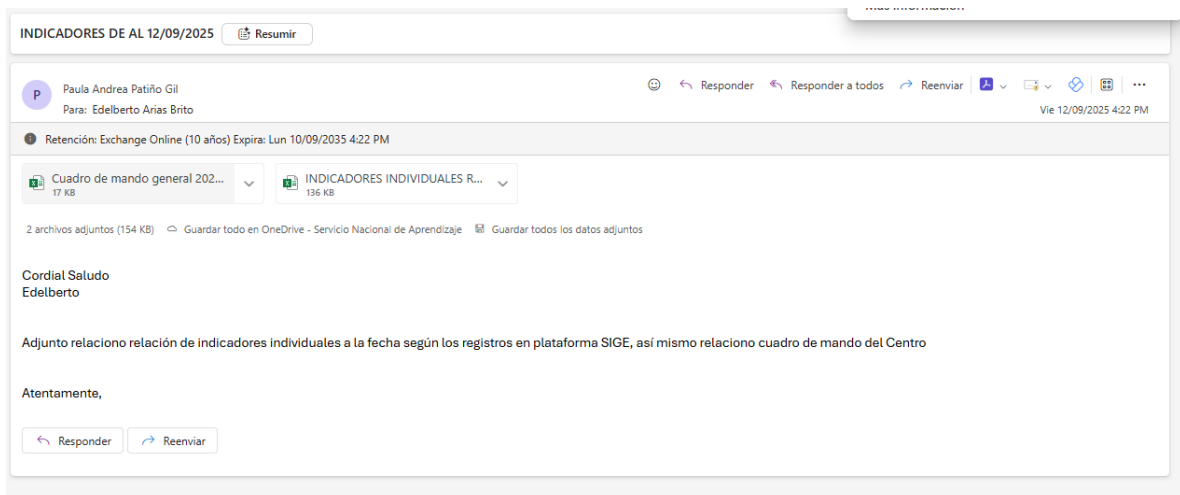 Más información
INDICADORES DE AL 12/09/2025 Resumir
P
Paula Andrea Patiño Gil
Responder Responder a todos Reenviar
Para: Edelberto Arias Brito
Vie 12/09/2025 4:22 PM
Retención: Exchange Online (10 años) Expira: Lun 10/09/2035 4:22 PM
Cuadro de mando general 202...
17 KB
INDICADORES INDIVIDUALES R...
136 KB
2 archivos adjuntos (154 KB) Guardar todo en OneDrive - Servicio Nacional de Aprendizaje Guardar todos los datos adjuntos
Cordial Saludo
Edelberto
Adjunto relaciono relación de indicadores individuales a la fecha según los registros en plataforma SIGE, así mismo relaciono cuadro de mando del Centro
Atentamente,
Responder Reenviar